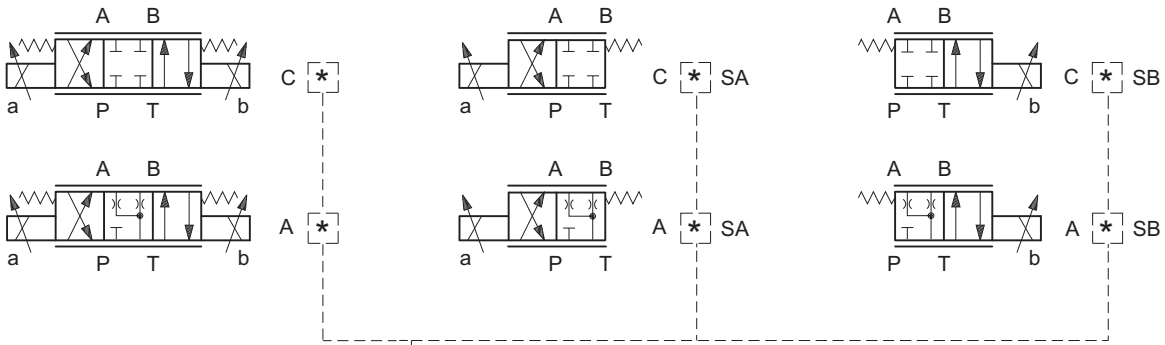 A B A B A B
C * C * SA C * SB
a P T b P T P T b
a
A B A B A B
A * A * SA A * SB
a P T b P T P T b
a